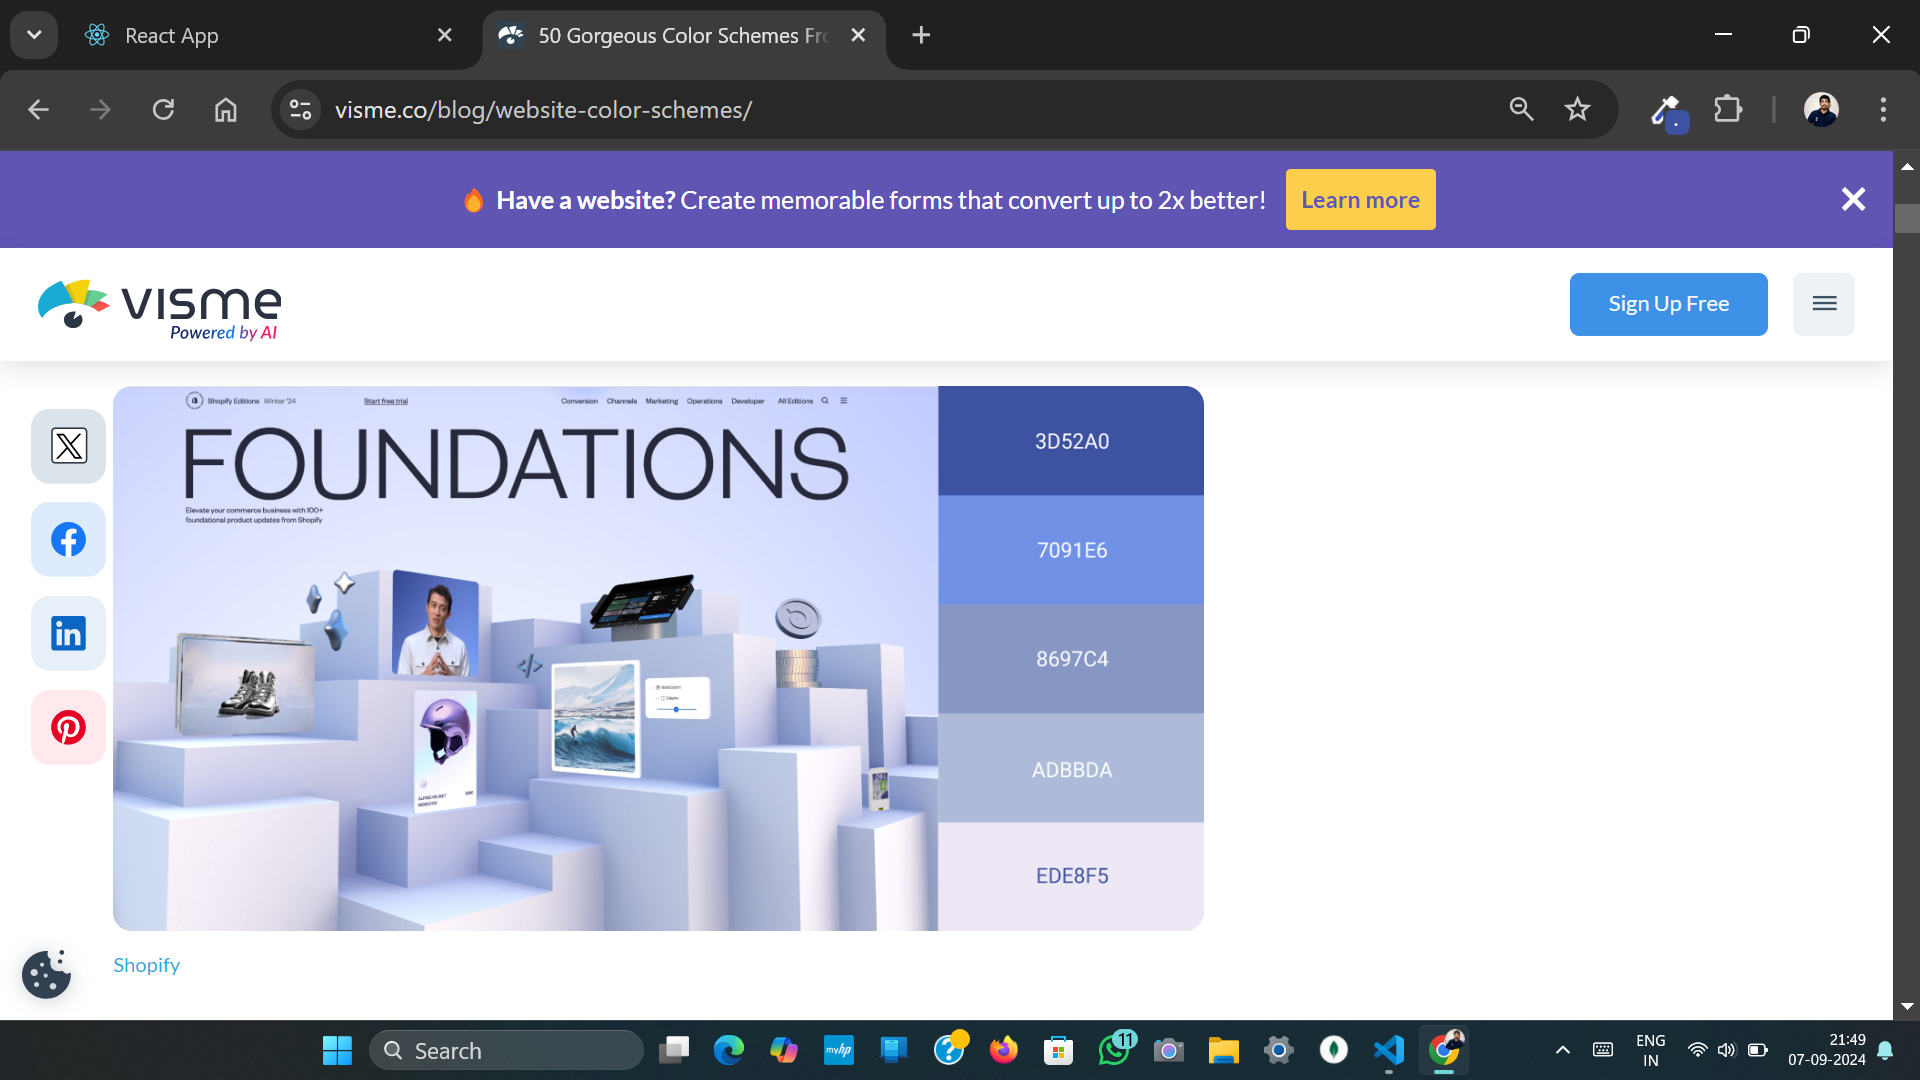 React App
50 Gorgeous Color Schemes Fro
visme.co/blog/website-color-schemes/
Have a website? Create memorable forms that convert up to 2x better!
Learn more
visme
Powered by AI
Sign Up Free
Shopify Editions Winter '24
Start free trial
Conversion Channels Marketing Operations Developer All Editions
FOUNDATIONS
Elevate your commerce business with 100+
foundational product updates from Shopify
3D52A0
7091E6
8697C4
ADBBDA
EDE8F5
Shopify
Search
myhp
11
ENG
IN
21:49
07-09-2024